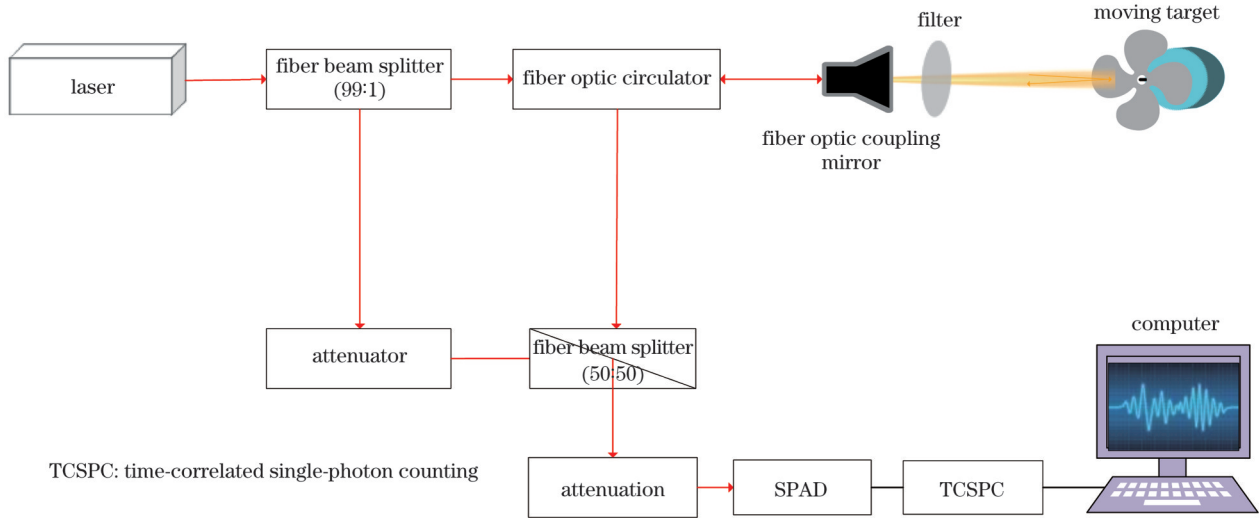 filter
moving target
laser
fiber beam splitter
(99:1)
fiber optic circulator
fiber optic coupling
mirror
attenuator
fiber beam splitter
(50:50)
computer
TCSPC: time-correlated single-photon counting
attenuation
SPAD
TCSPC